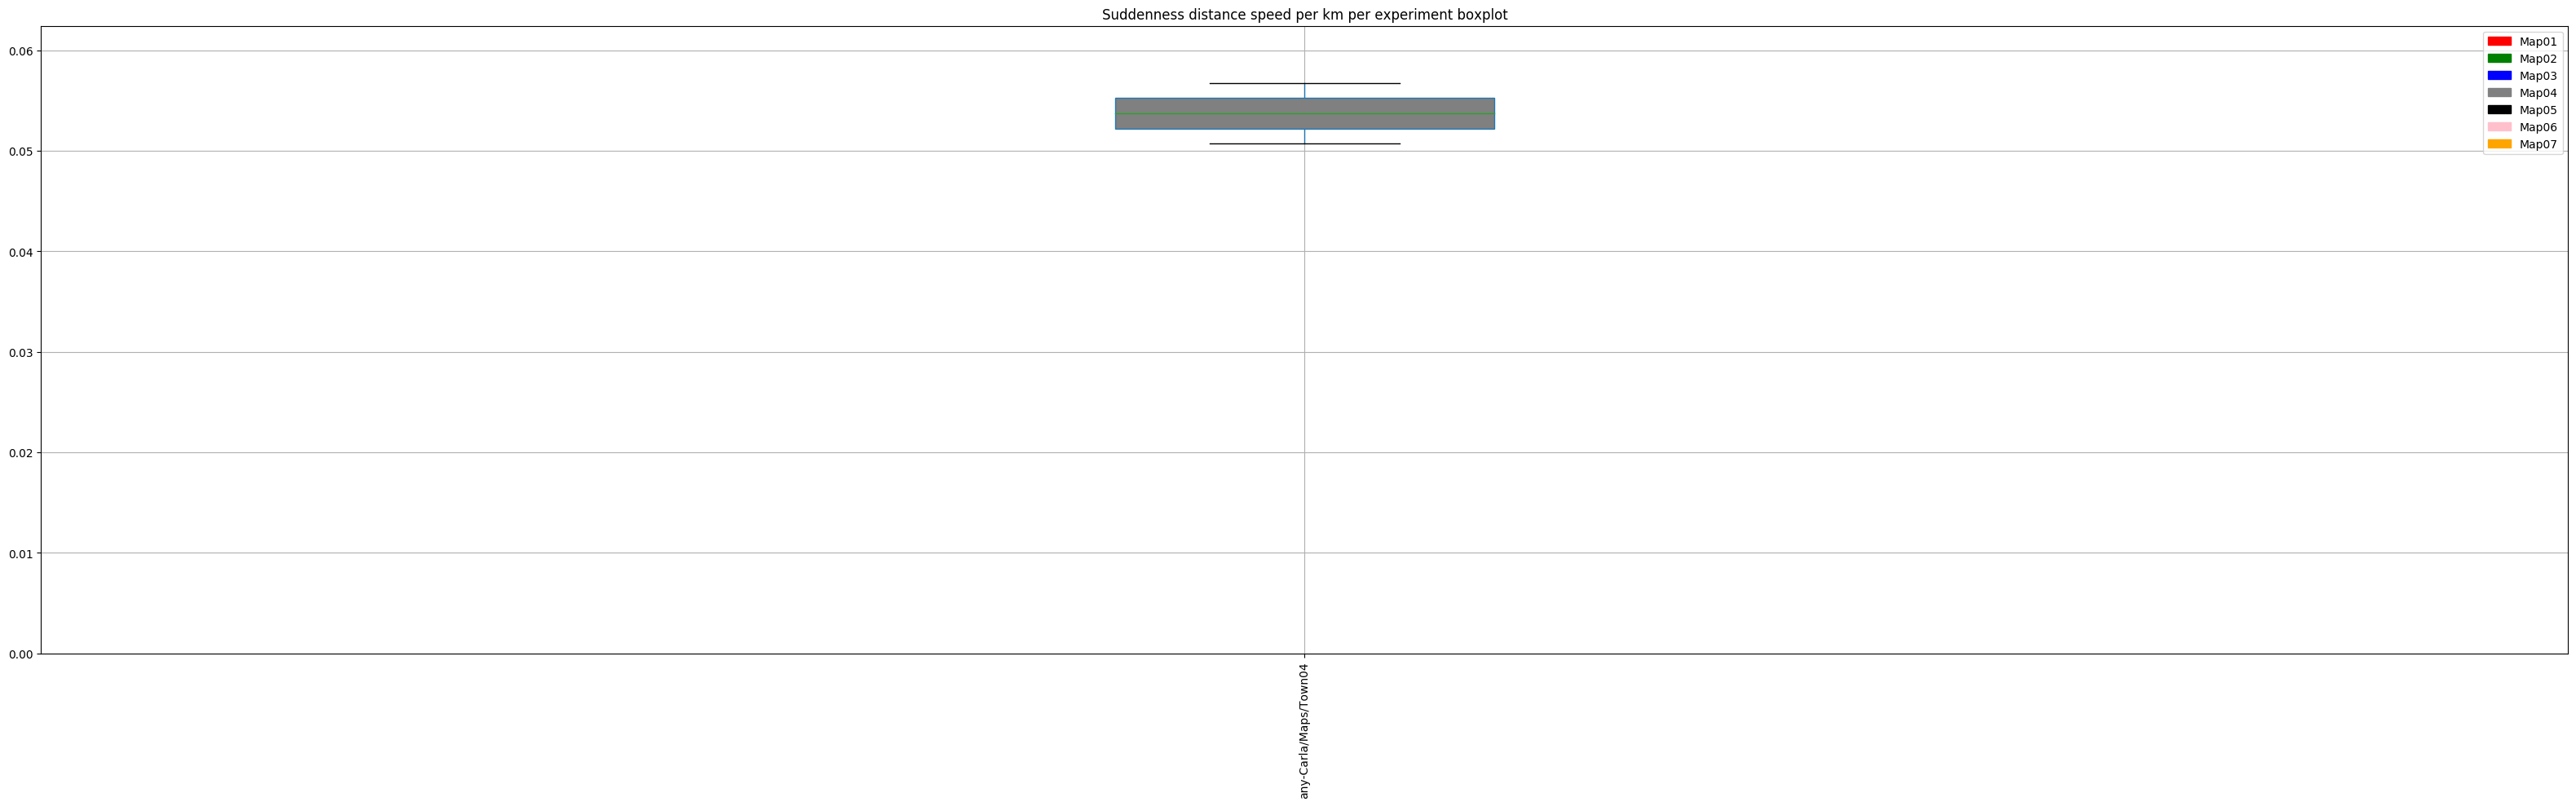 Suddenness distance speed per km per experiment boxplot
0.06
0.05
0.04
0.03
0.02
0.01
0.00
Map01
Map02
Map03
Map04
Map05
Map06
Map07
any-Carla/Maps/Town04